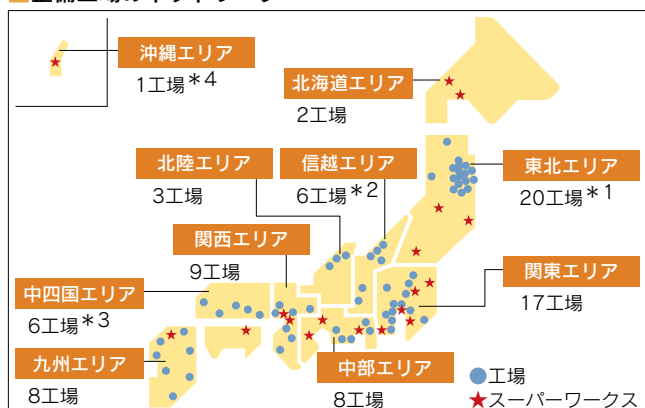 沖縄エリア
1工場*4
北海道エリア
2工場
北陸エリア
3工場
信越エリア
6工場*2
東北エリア
20工場*1
関西エリア
9工場
関東エリア
17工場
中四国エリア
6工場*3
九州エリア
8工場
中部エリア
8工場
●工場
★スーパーワークス